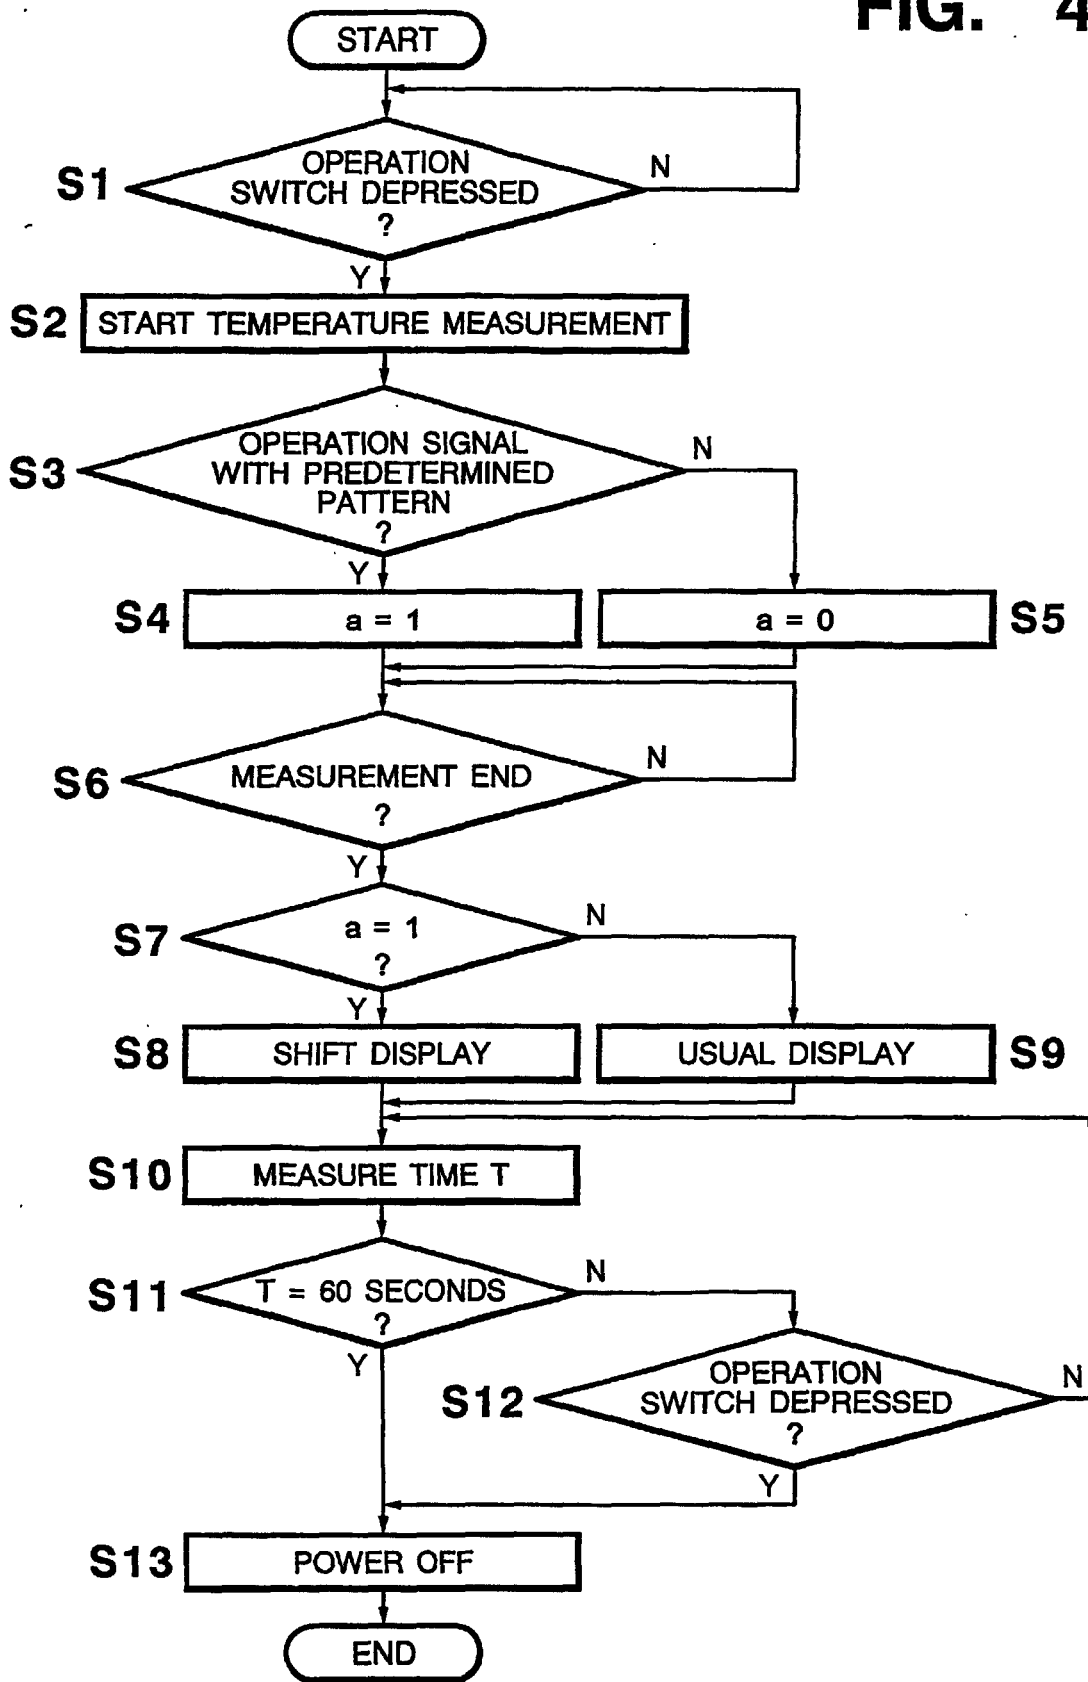 FIG. 4
START
S1
OPERATION
SWITCH DEPRESSED
?
N
Y
S2
START TEMPERATURE MEASUREMENT
S3
OPERATION SIGNAL
WITH PREDETERMINED
PATTERN
?
N
Y
S4
a = 1
a = 0
S5
S6
MEASUREMENT END
?
N
Y
S7
a = 1
?
N
Y
S8
SHIFT DISPLAY
USUAL DISPLAY
S9
S10
MEASURE TIME T
S11
T = 60 SECONDS
?
N
Y
S12
OPERATION
SWITCH DEPRESSED
?
N
Y
S13
POWER OFF
END